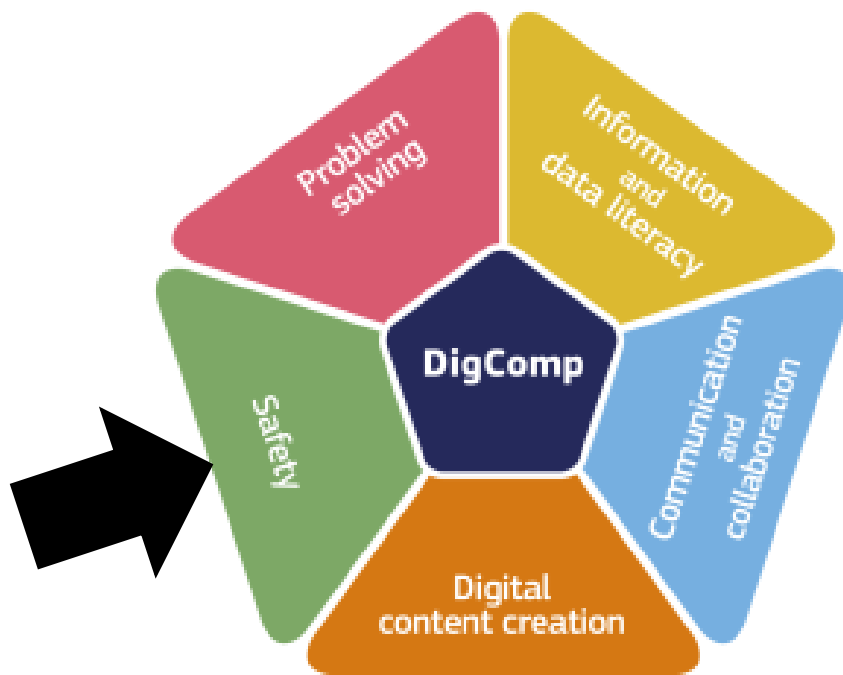 Problem
solving
Information
and
data literacy
DigComp
Safety
Communication
and
collaboration
Digital
content creation